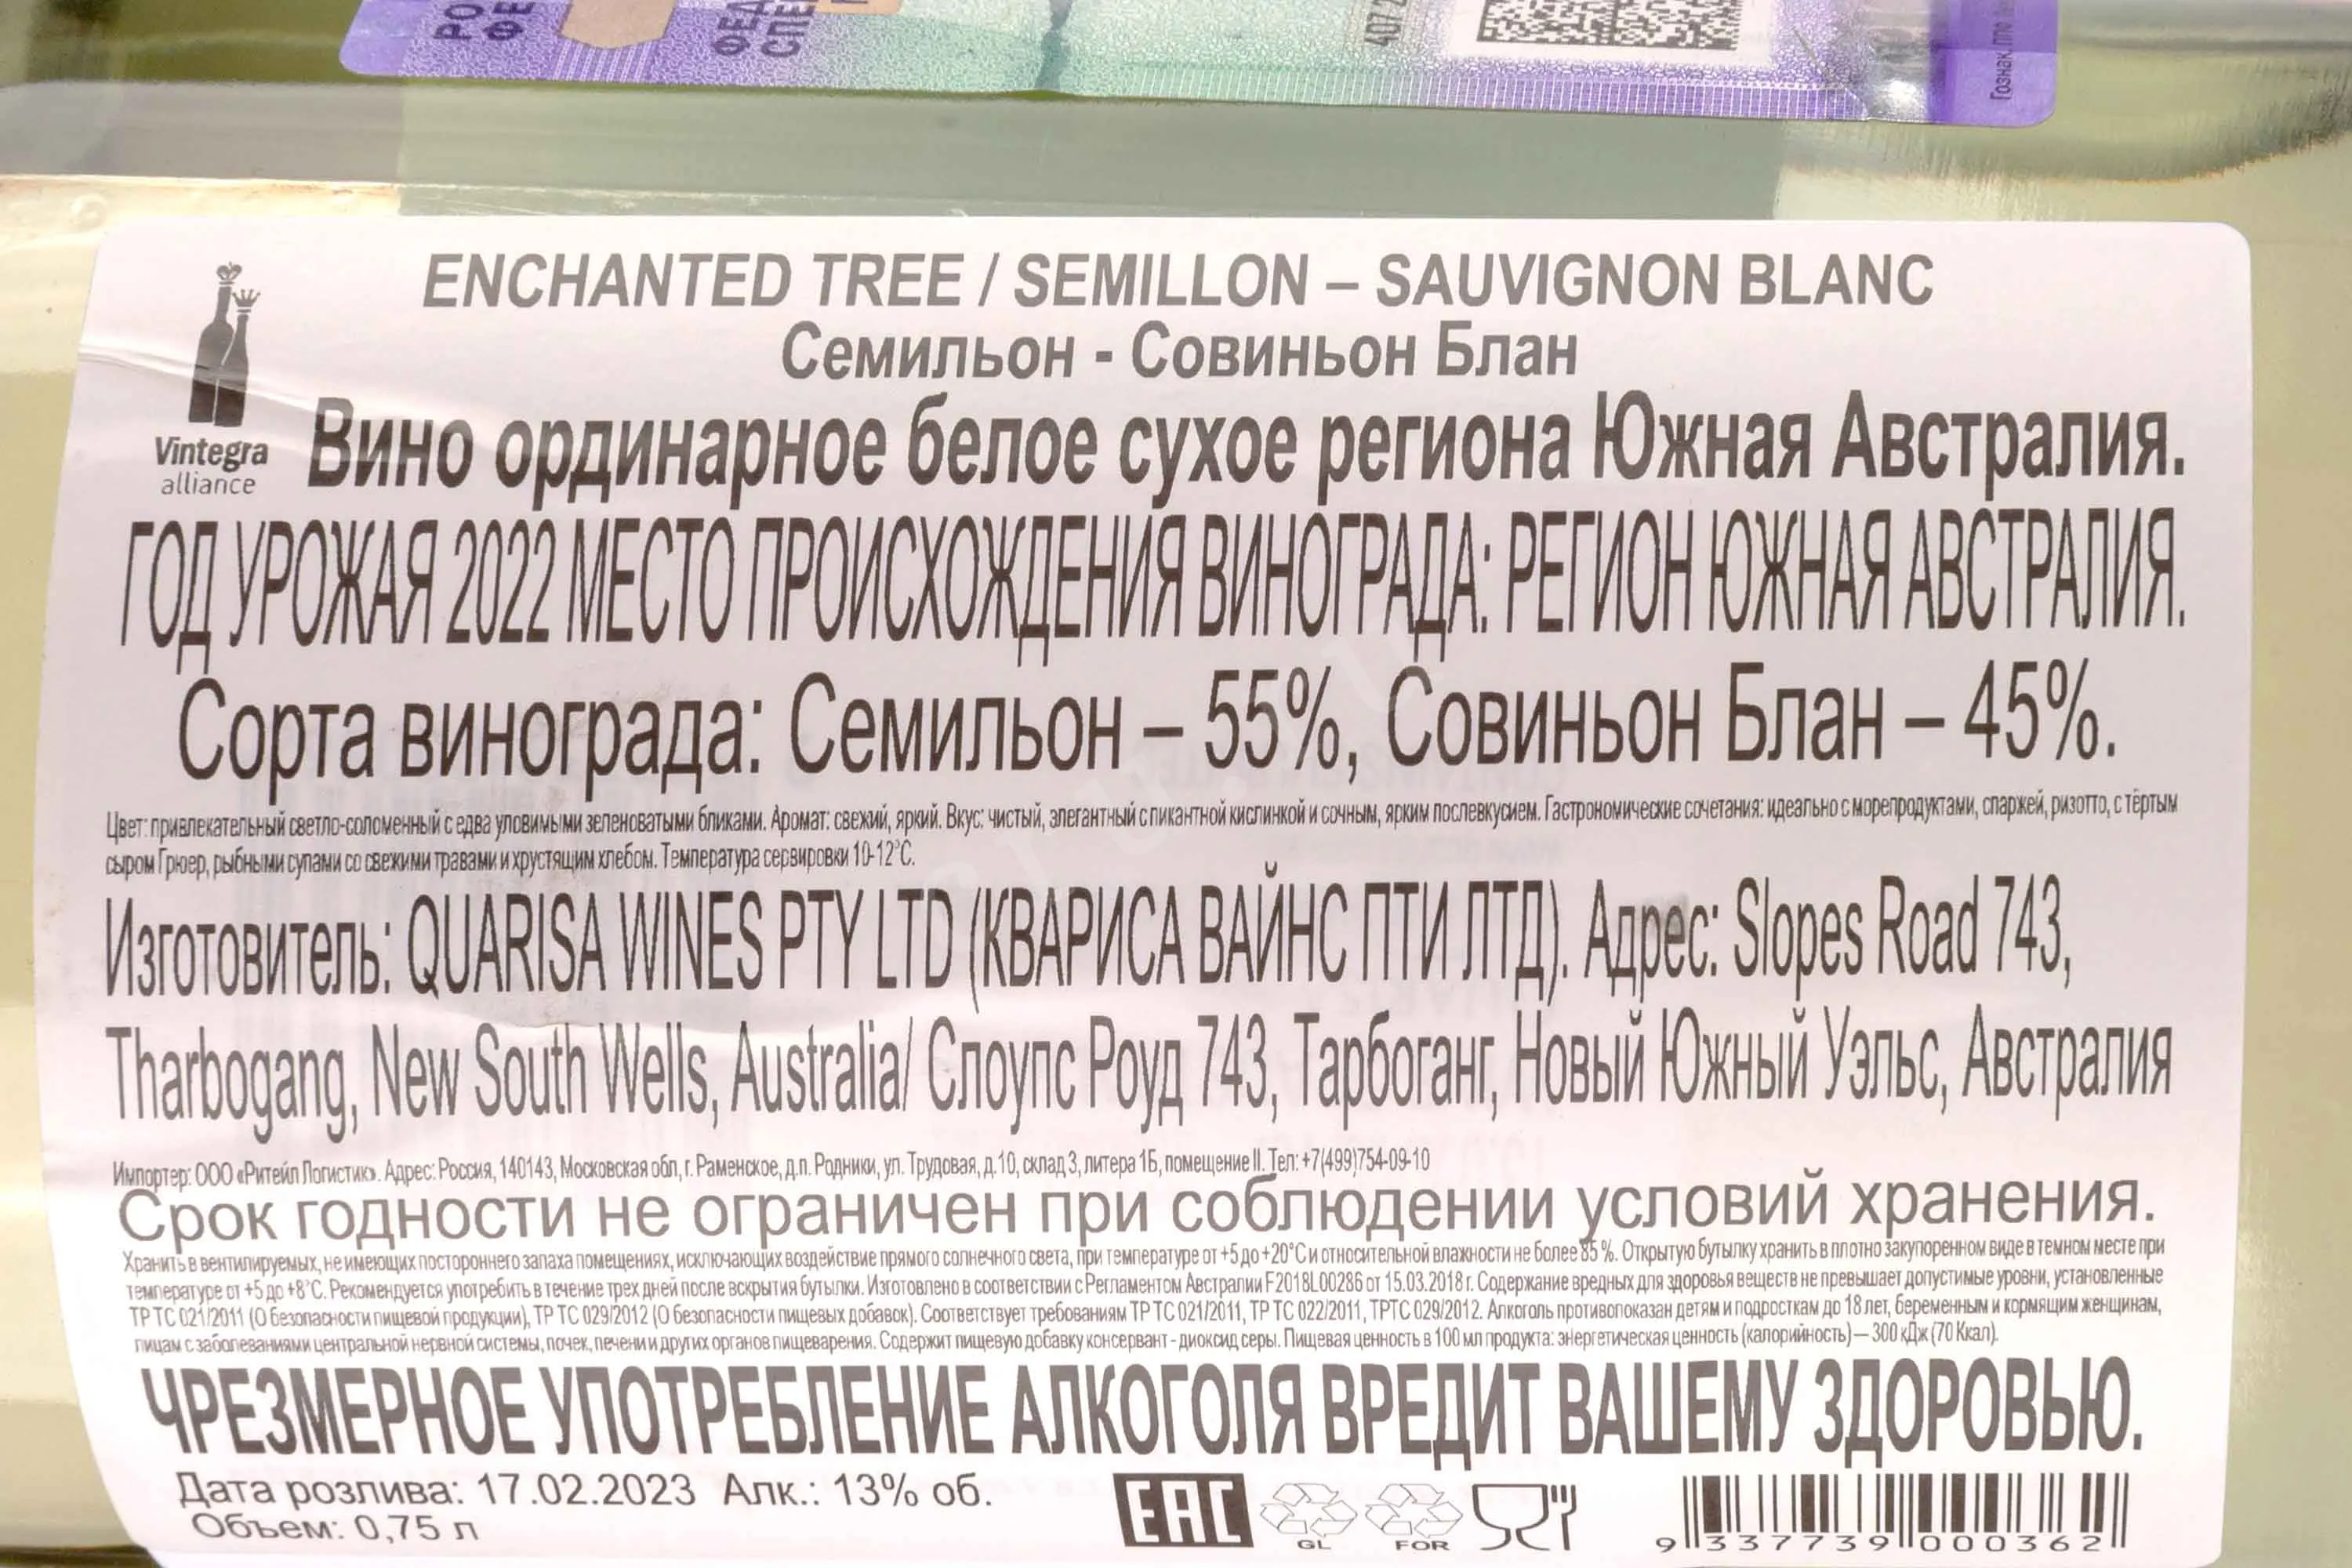 РО
ФЕ
ФЕД
СПЕ
407 2
Гознак
ENCHANTED TREE / SEMILLON – SAUVIGNON BLANC
Семильон - Совиньон Блан
Vintegra
alliance
Вино ординарное белое сухое региона Южная Австралия.
ГОД УРОЖАЯ 2022 МЕСТО ПРОИСХОЖДЕНИЯ ВИНОГРАДА: РЕГИОН ЮЖНАЯ АВСТРАЛИЯ.
Сорта винограда: Семильон – 55%, Совиньон Блан – 45%.
Цвет: привлекательный светло-соломенный с едва уловимыми зеленоватыми бликами. Аромат: свежий, яркий. Вкус: чистый, элегантный с пикантной кислинкой и сочным, ярким послевкусием. Гастрономические сочетания: идеально с морепродуктами, спаржей, ризотто, с тёртым
сыром Грюер, рыбными супами со свежими травами и хрустящим хлебом. Температура сервировки 10-12°С.
Изготовитель: QUARISA WINES PTY LTD (КВАРИСА ВАЙНС ПТИ ЛТД). Адрес: Slopes Road 743,
Tharbogang, New South Wells, Australia/ Слоупс Роуд 743, Тарбоганг, Новый Южный Уэльс, Австралия
Импортер: ООО «Ритейл Логистик». Адрес: Россия, 140143, Московская обл, г. Раменское, д.п. Родники, ул. Трудовая, д.10, склад 3, литера 1Б, помещение II. Тел: +7(499)754-09-10
Срок годности не ограничен при соблюдении условий хранения.
Хранить в вентилируемых, не имеющих постороннего запаха помещениях, исключающих воздействие прямого солнечного света, при температуре от +5 до +20°С и относительной влажности не более 85 %. Открытую бутылку хранить в плотно закупоренном виде в темном месте при
температуре от +5 до +8°С. Рекомендуется употребить в течение трех дней после вскрытия бутылки. Изготовлено в соответствии с Регламентом Австралии F2018L00286 от 15.03.2018 г. Содержание вредных для здоровья веществ не превышает допустимые уровни, установленные
ТР ТС 021/2011 (О безопасности пищевой продукции), ТР ТС 029/2012 (О безопасности пищевых добавок). Соответствует требованиям ТР ТС 021/2011, ТР ТС 022/2011, ТРТС 029/2012. Алкоголь противопоказан детям и подросткам до 18 лет, беременным и кормящим женщинам,
лицам с заболеваниями центральной нервной системы, почек, печени и других органов пищеварения. Содержит пищевую добавку консервант - диоксид серы. Пищевая ценность в 100 мл продукта: энергетическая ценность (калорийность) — 300 кДж (70 Ккал).
ЧРЕЗМЕРНОЕ УПОТРЕБЛЕНИЕ АЛКОГОЛЯ ВРЕДИТ ВАШЕМУ ЗДОРОВЬЮ.
Дата розлива: 17.02.2023 Алк.: 13% об.
Объем: 0,75 л
EAC
GL
FOR
9 337739 000362